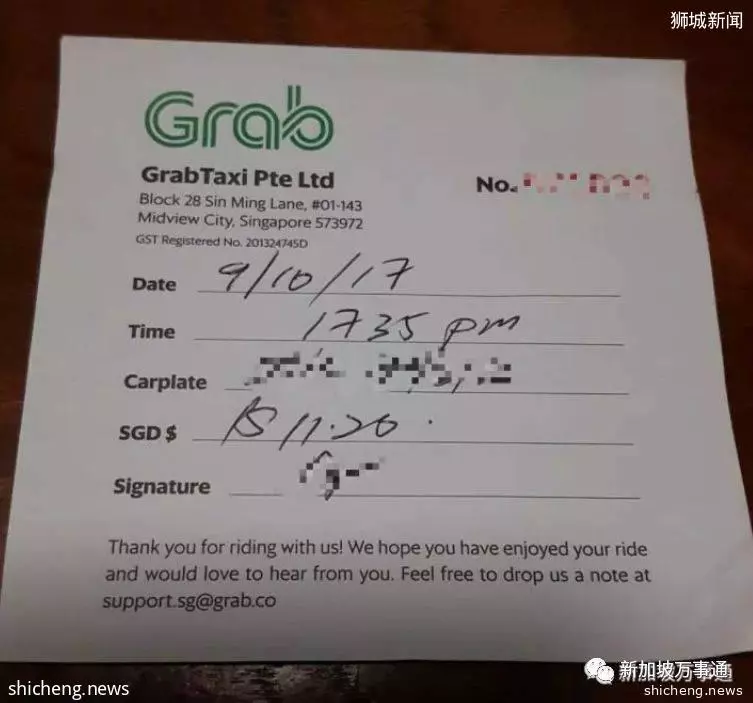 狮城新闻
Grab
GrabTaxi Pte Ltd
No.
Block 28 Sin Ming Lane, #01-143
Midview City, Singapore 573972
GST Registered No. 201324745D
Date 9/10/17
Time 1735 pm
Carplate
SGD $ $ 11.20
Signature
Thank you for riding with us! We hope you have enjoyed your ride
and would love to hear from you. Feel free to drop us a note at
support.sg@grab.co
新加坡万事通
shicheng.news
shicheng.news